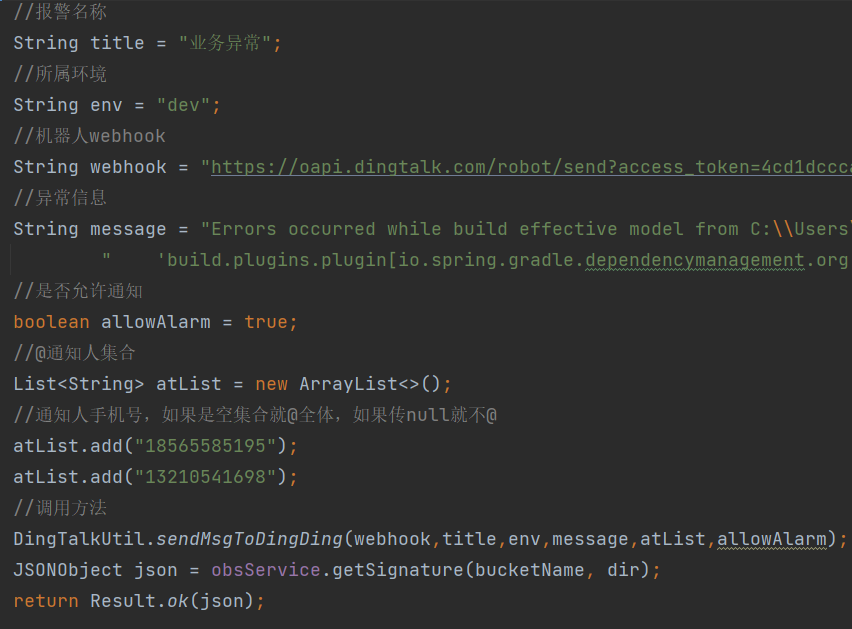 //报警名称
String title = "业务异常";
//所属环境
String env = "dev";
//机器人webhook
String webhook = "https://oapi.dingtalk.com/robot/send?access_token=4cd1dccc
//异常信息
String message = "Errors occurred while build effective model from C:\\Users\
"    'build.plugins.plugin[io.spring.gradle.dependencymanagement.org
//是否允许通知
boolean allowAlarm = true;
//@通知人集合
List<String> atList = new ArrayList<>();
//通知人手机号，如果是空集合就@全体，如果传null就不@
atList.add("18565585195");
atList.add("13210541698");
//调用方法
DingTalkUtil.sendMsgToDingDing(webhook,title,env,message,atList,allowAlarm);
JSONObject json = obsService.getSignature(bucketName, dir);
return Result.ok(json);